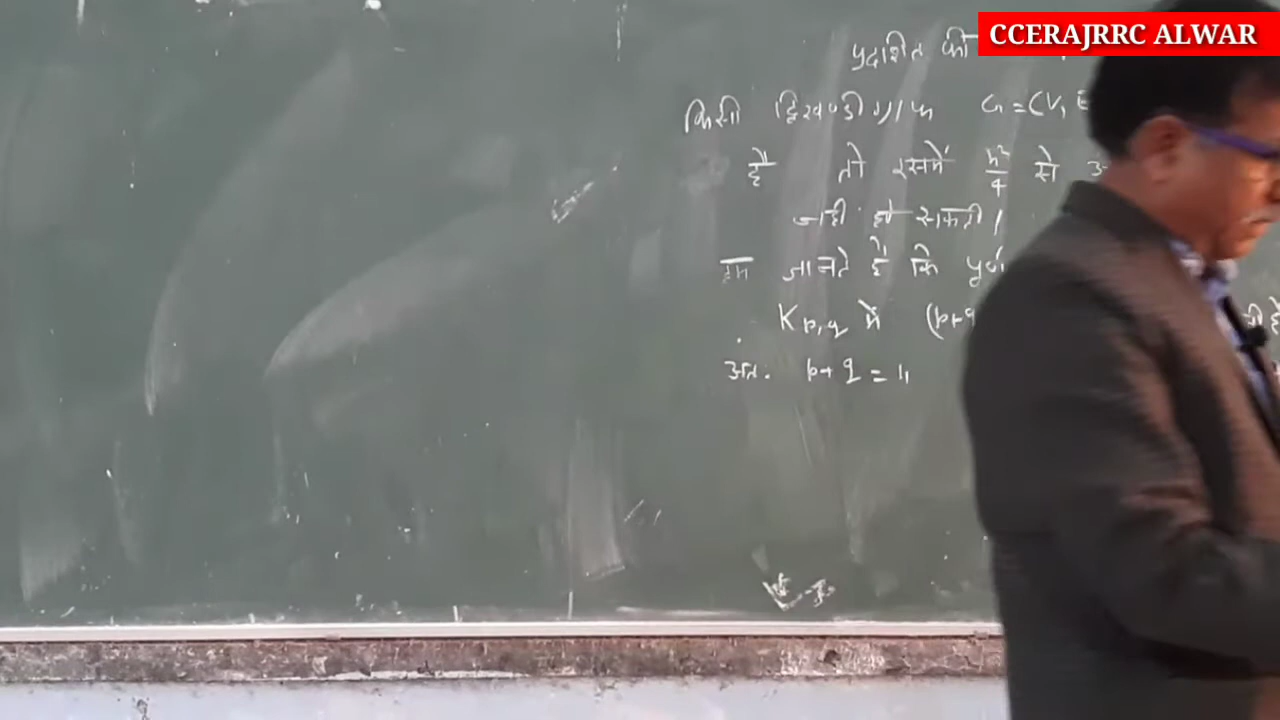 CCERAJRRC ALWAR
प्रदर्शित की
किसी द्विखण्डी ग्राफ G = (V, E
है तो इसमें n²/4 से अ
नहीं हो सकती।
हम जानते हैं कि पूर्ण
Kp,q में (p+q
अतः p+q = n